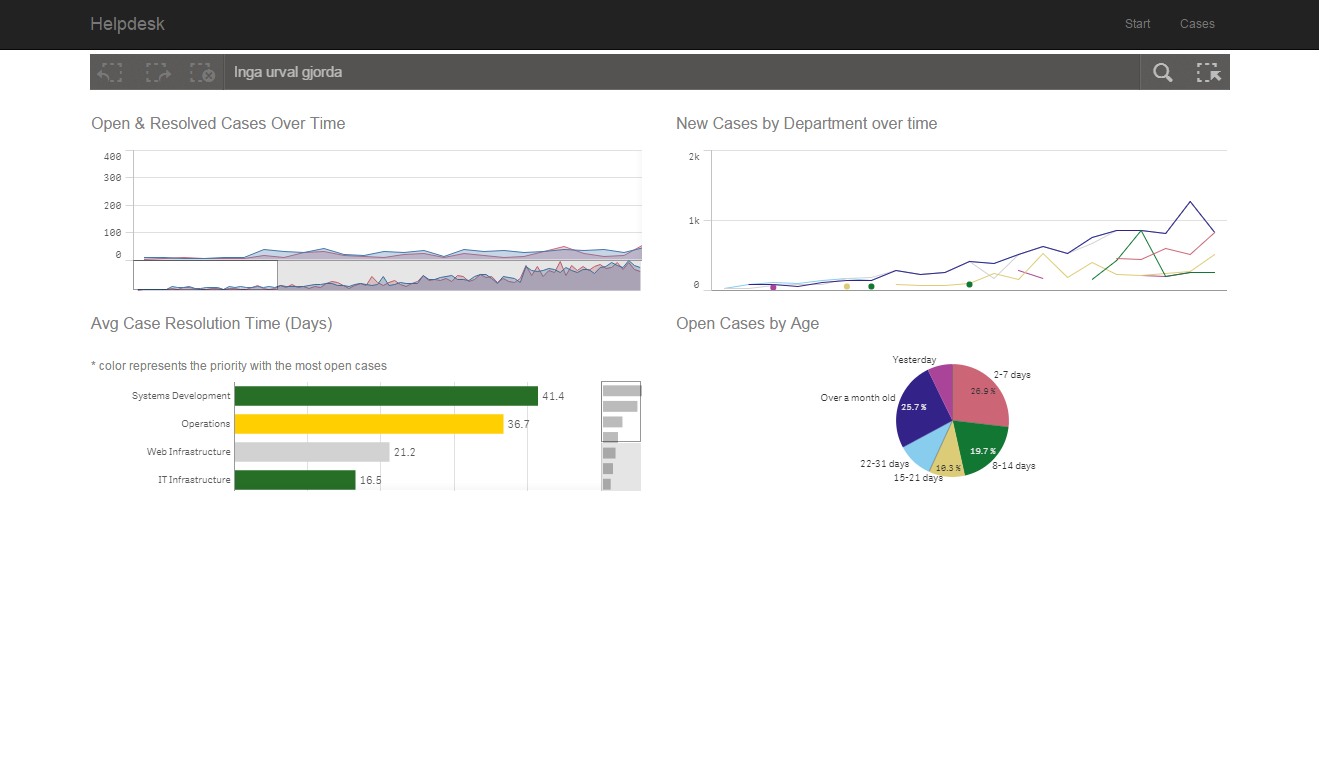 Helpdesk
Start
Cases
Inga urval gjorda
Open & Resolved Cases Over Time
400
300
200
100
0
New Cases by Department over time
2k
1k
0
Avg Case Resolution Time (Days)
* color represents the priority with the most open cases
Systems Development 41.4
Operations 36.7
Web Infrastructure 21.2
IT Infrastructure 16.5
Open Cases by Age
Yesterday
2-7 days
26.9 %
Over a month old
25.7 %
19.7 %
22-31 days
10.3 %
8-14 days
15-21 days